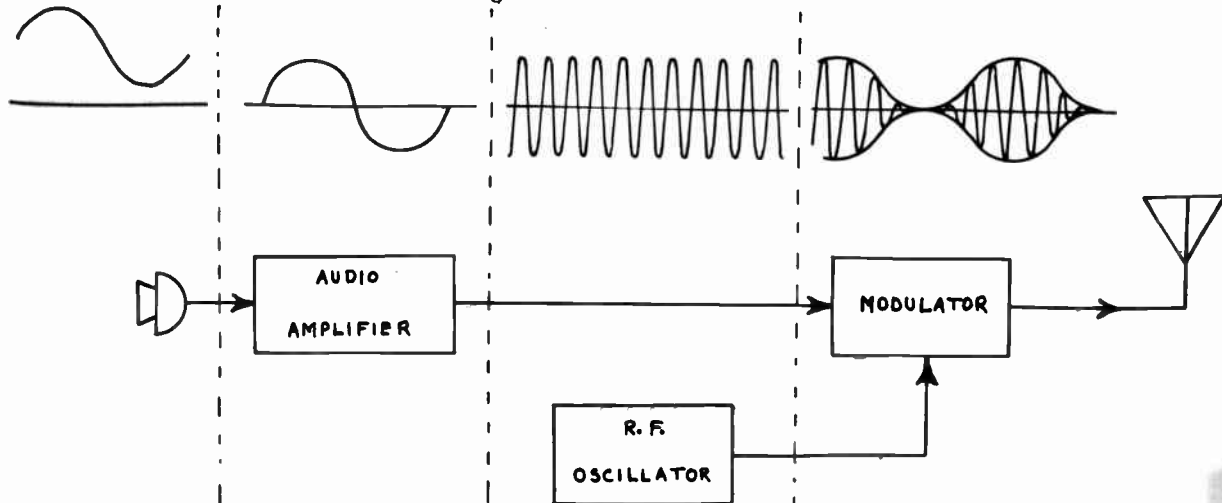 AUDIO
AMPLIFIER
MODULATOR
R.F.
OSCILLATOR